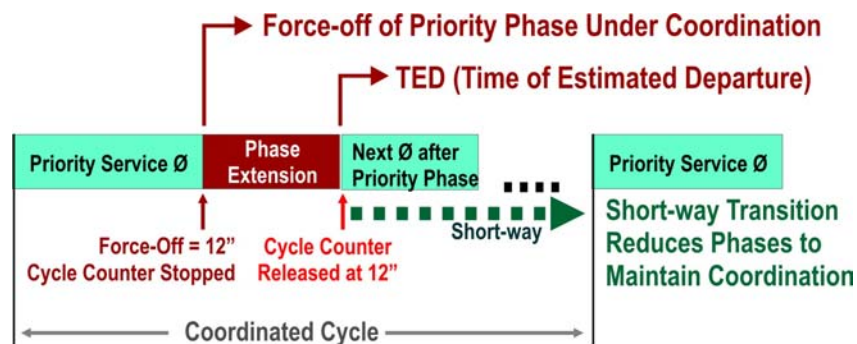 Force-off of Priority Phase Under Coordination
TED (Time of Estimated Departure)
Priority Service Ø
Phase
Extension
Next Ø after
Priority Phase
Priority Service Ø
Force-Off = 12”
Cycle Counter Stopped
Cycle Counter
Released at 12”
Short-way
Short-way Transition
Reduces Phases to
Maintain Coordination
Coordinated Cycle